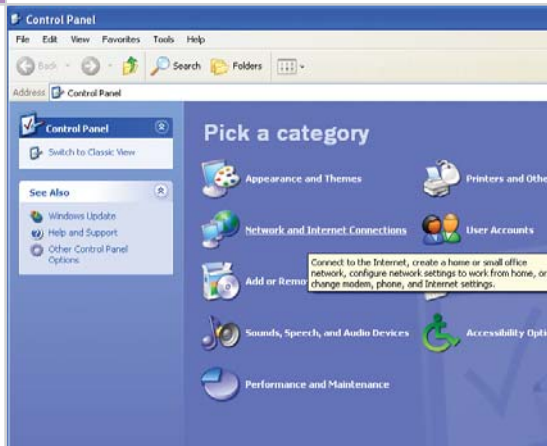 Control Panel
File Edit View Favorites Tools Help
Back Search Folders
Address Control Panel
Control Panel
Switch to Classic View
See Also
Windows Update
Help and Support
Other Control Panel
Options
Pick a category
Appearance and Themes
Printers and Othe
Network and Internet Connections
User Accounts
Connect to the Internet, create a home or small office
network, configure network settings to work from home, or
change modem, phone, and Internet settings.
Add or Remo
Sounds, Speech, and Audio Devices
Accessibility Opti
Performance and Maintenance